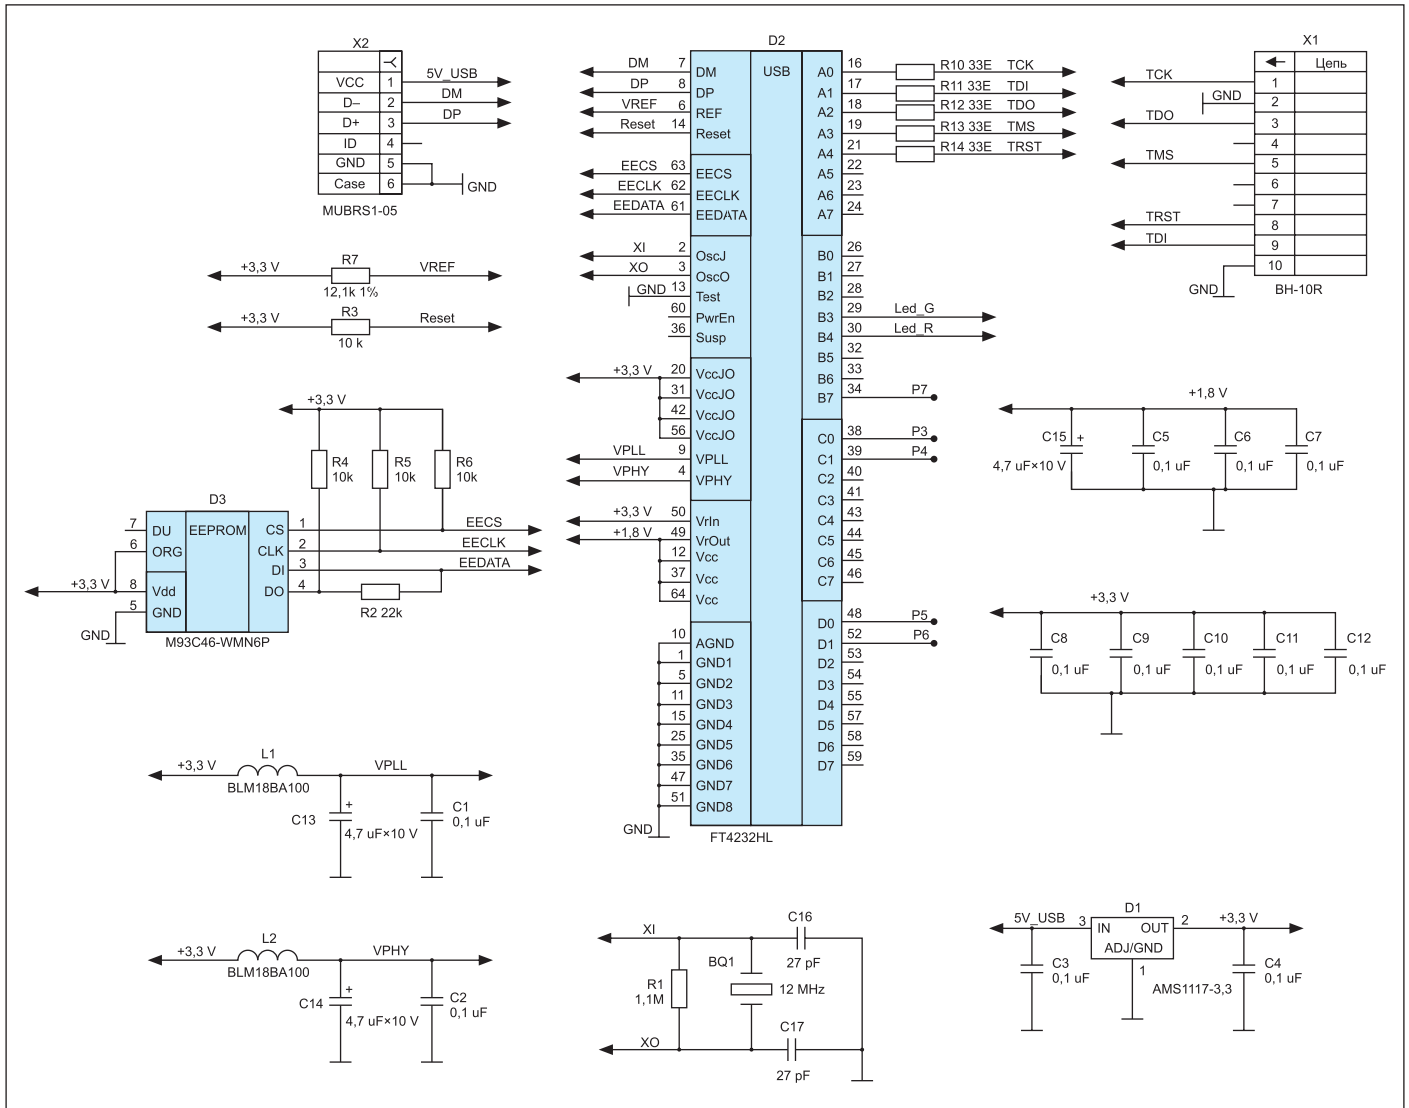 X2
VCC 1 5V_USB
D– 2 DM
D+ 3 DP
ID 4
GND 5
Case 6 GND
MUBRS1-05
+3,3 V R7 VREF
12,1k 1%
+3,3 V R3 Reset
10 k
+3,3 V
R4 10k
R5 10k
R6 10k
D3
EEPROM
7 DU CS 1 EECS
6 ORG CLK 2 EECLK
DI 3 EEDATA
+3,3 V 8 Vdd DO 4
R2 22k
GND 5 GND
M93C46-WMN6P
L1
+3,3 V VPLL
BLM18BA100
C13 +
4,7 uF×10 V
C1
0,1 uF
L2
+3,3 V VPHY
BLM18BA100
C14 +
4,7 uF×10 V
C2
0,1 uF
D2
USB
DM 7 DM
DP 8 DP
VREF 6 REF
Reset 14 Reset
EECS 63 EECS
EECLK 62 EECLK
EEDATA 61 EEDATA
XI 2 OscJ
XO 3 OscO
GND 13 Test
60 PwrEn
36 Susp
+3,3 V 20 VccJO
31 VccJO
42 VccJO
56 VccJO
VPLL 9 VPLL
VPHY 4 VPHY
+3,3 V 50 VrIn
+1,8 V 49 VrOut
12 Vcc
37 Vcc
64 Vcc
10 AGND
1 GND1
5 GND2
11 GND3
15 GND4
25 GND5
35 GND6
47 GND7
51 GND8
GND
FT4232HL
A0 16 R10 33E TCK
A1 17 R11 33E TDI
A2 18 R12 33E TDO
A3 19 R13 33E TMS
A4 21 R14 33E TRST
A5 22
A6 23
A7 24
B0 26
B1 27
B2 28
B3 29 Led_G
B4 30 Led_R
B5 32
B6 33
B7 34 P7
C0 38 P3
C1 39 P4
C2 40
C3 41
C4 43
C5 44
C6 45
C7 46
D0 48 P5
D1 52 P6
D2 53
D3 54
D4 55
D5 57
D6 58
D7 59
XI
C16
27 pF
R1
1,1M
BQ1
12 MHz
XO
C17
27 pF
X1
Цепь
TCK 1
GND 2
TDO 3
4
TMS 5
6
7
TRST 8
TDI 9
GND 10
BH-10R
+1,8 V
C15 +
4,7 uF×10 V
C5
0,1 uF
C6
0,1 uF
C7
0,1 uF
+3,3 V
C8
0,1 uF
C9
0,1 uF
C10
0,1 uF
C11
0,1 uF
C12
0,1 uF
D1
5V_USB 3 IN OUT 2 +3,3 V
ADJ/GND
1
AMS1117-3,3
C3
0,1 uF
C4
0,1 uF